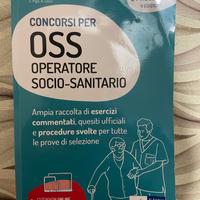 CONCORSI PER
OSS
OPERATORE
SOCIO-SANITARIO
Ampia raccolta di esercizi
commentati, quesiti ufficiali
e procedure svolte per tutte
le prove di selezione